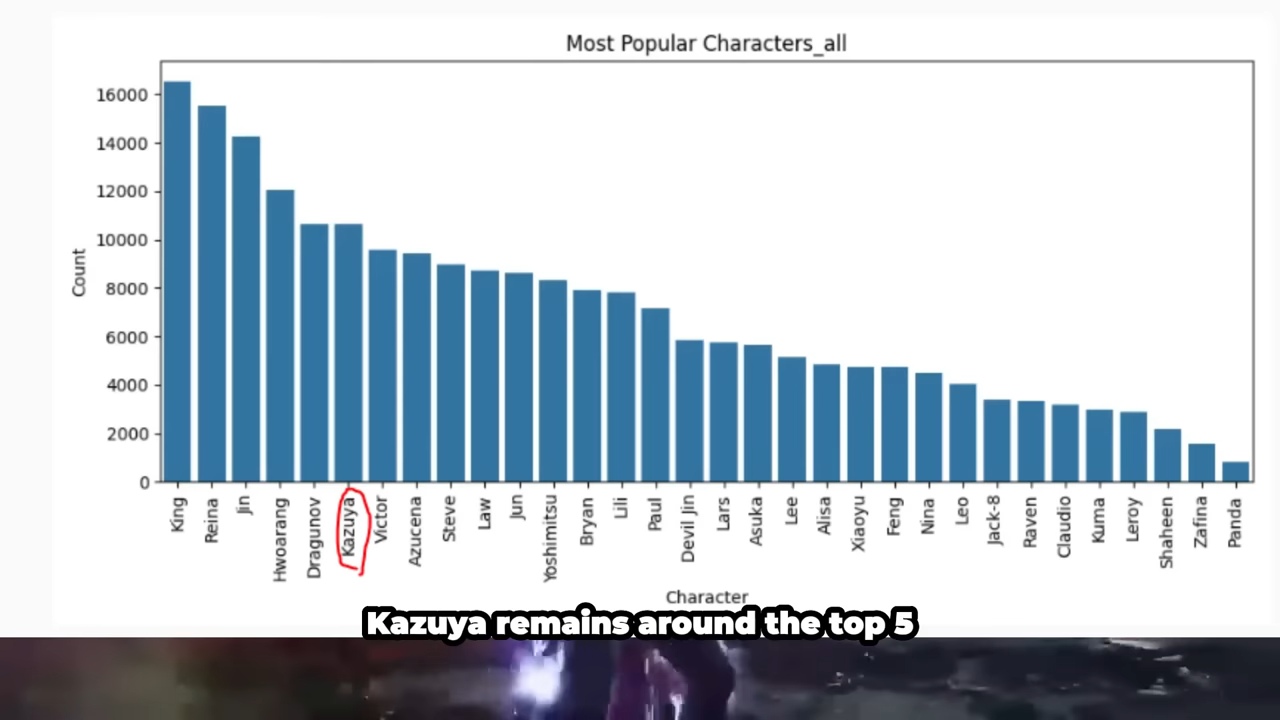 Most Popular Characters_all
16000
14000
12000
10000
8000
6000
4000
2000
0
Count
King
Reina
Jin
Hwoarang
Dragunov
Kazuya
Victor
Azucena
Steve
Law
Jun
Yoshimitsu
Bryan
Lili
Paul
Devil Jin
Lars
Asuka
Lee
Alisa
Xiaoyu
Feng
Nina
Leo
Jack-8
Raven
Claudio
Kuma
Leroy
Shaheen
Zafina
Panda
Character
Kazuya remains around the top 5